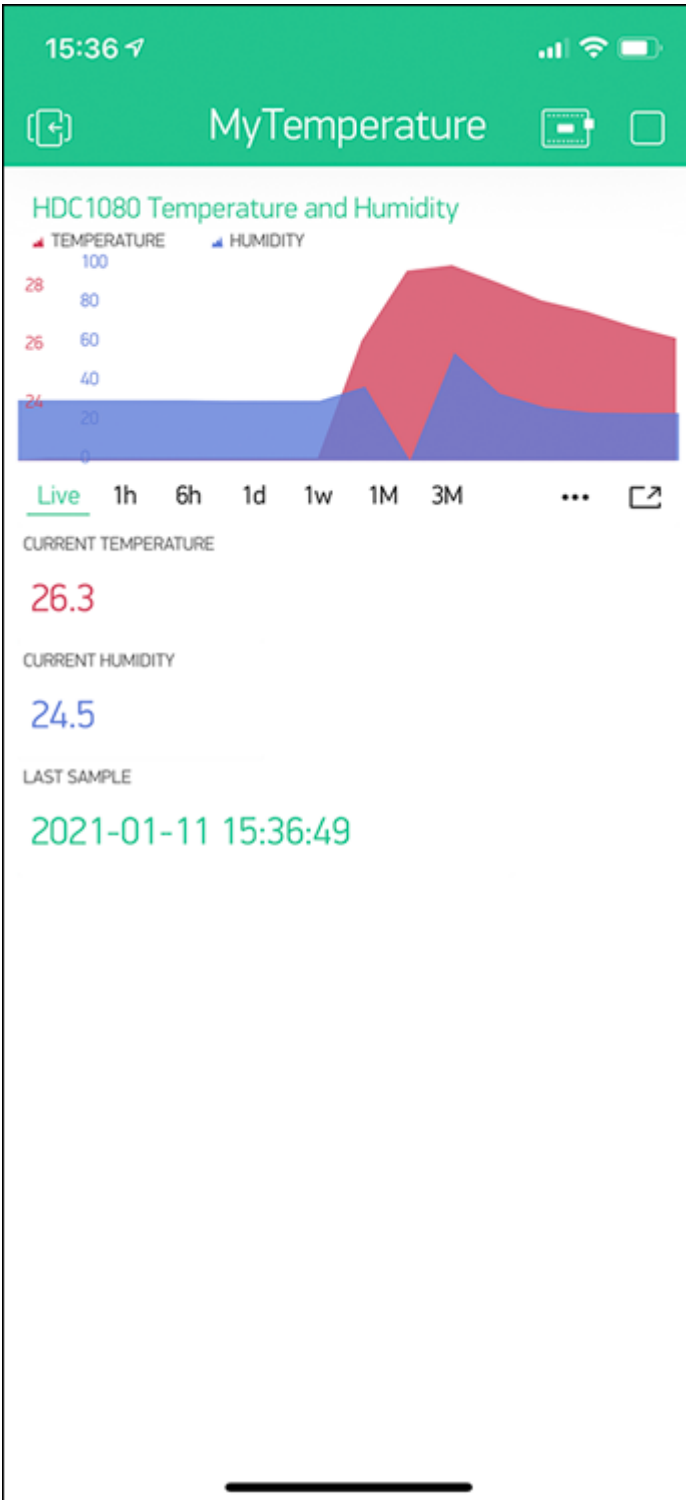 15:36
MyTemperature
HDC1080 Temperature and Humidity
TEMPERATURE HUMIDITY
100
28
80
26 60
40
24
20
0
Live 1h 6h 1d 1w 1M 3M ...
CURRENT TEMPERATURE
26.3
CURRENT HUMIDITY
24.5
LAST SAMPLE
2021-01-11 15:36:49